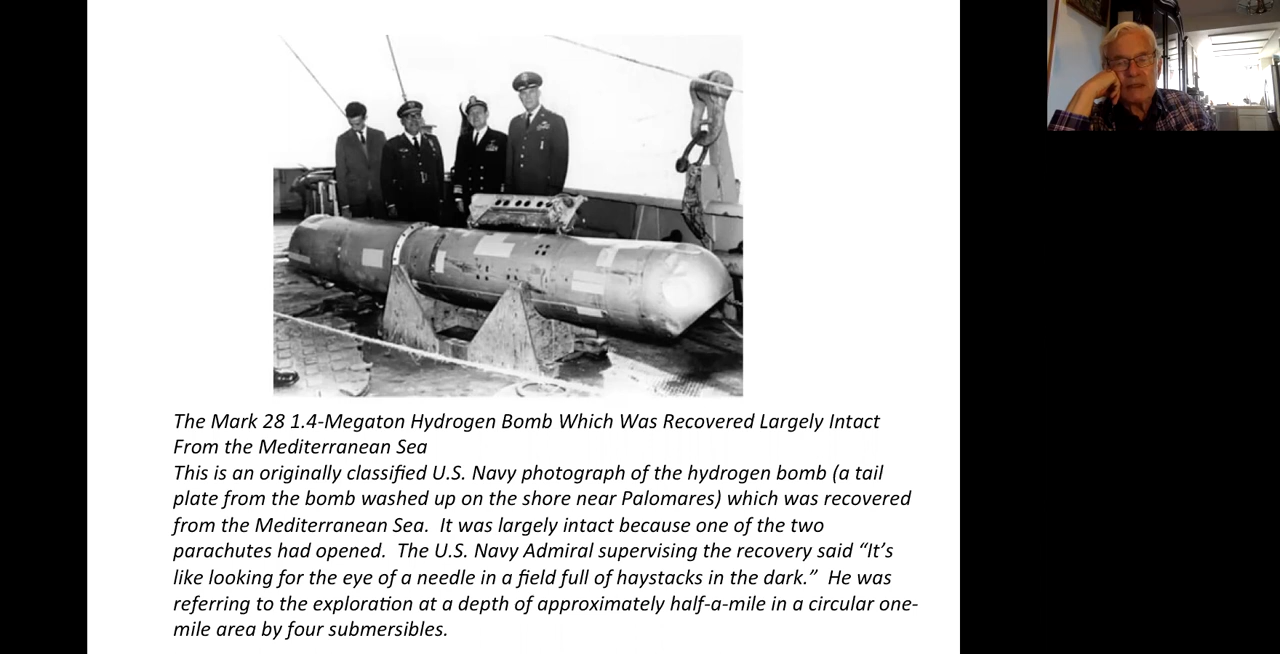 The Mark 28 1.4-Megaton Hydrogen Bomb Which Was Recovered Largely Intact
From the Mediterranean Sea
This is an originally classified U.S. Navy photograph of the hydrogen bomb (a tail
plate from the bomb washed up on the shore near Palomares) which was recovered
from the Mediterranean Sea.  It was largely intact because one of the two
parachutes had opened.  The U.S. Navy Admiral supervising the recovery said “It’s
like looking for the eye of a needle in a field full of haystacks in the dark.”  He was
referring to the exploration at a depth of approximately half-a-mile in a circular one-
mile area by four submersibles.